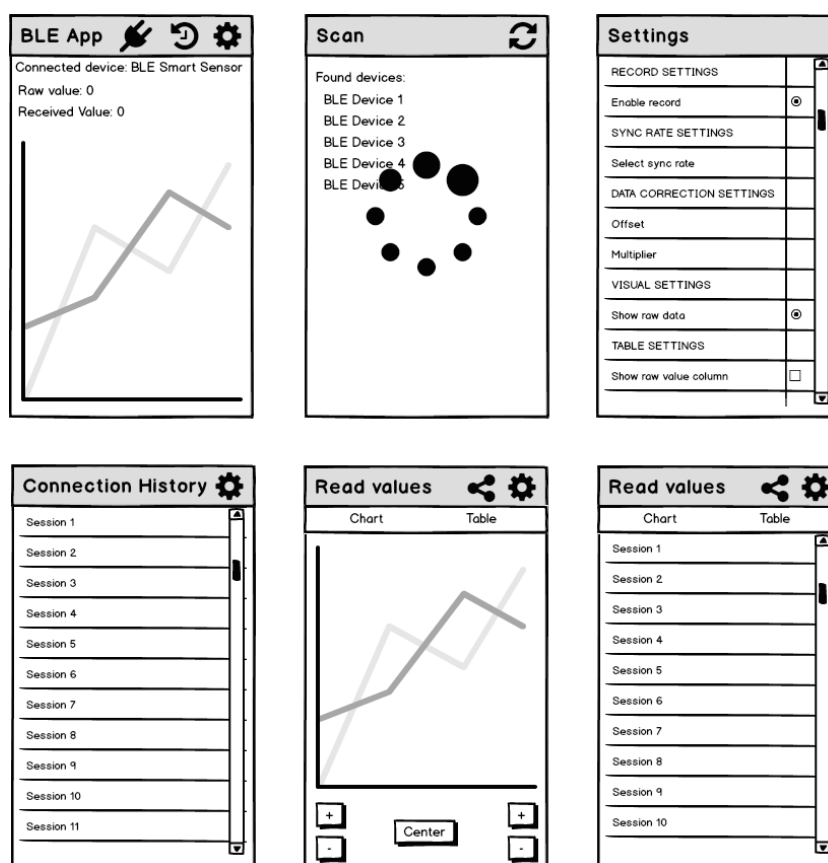 BLE App
Connected device: BLE Smart Sensor
Raw value: 0
Received Value: 0
Scan
Found devices:
BLE Device 1
BLE Device 2
BLE Device 3
BLE Device 4
BLE Device 5
Settings
RECORD SETTINGS
Enable record
SYNC RATE SETTINGS
Select sync rate
DATA CORRECTION SETTINGS
Offset
Multiplier
VISUAL SETTINGS
Show raw data
TABLE SETTINGS
Show raw value column
Connection History
Session 1
Session 2
Session 3
Session 4
Session 5
Session 6
Session 7
Session 8
Session 9
Session 10
Session 11
Read values
Chart Table
+ +
Center
- -
Read values
Chart Table
Session 1
Session 2
Session 3
Session 4
Session 5
Session 6
Session 7
Session 8
Session 9
Session 10